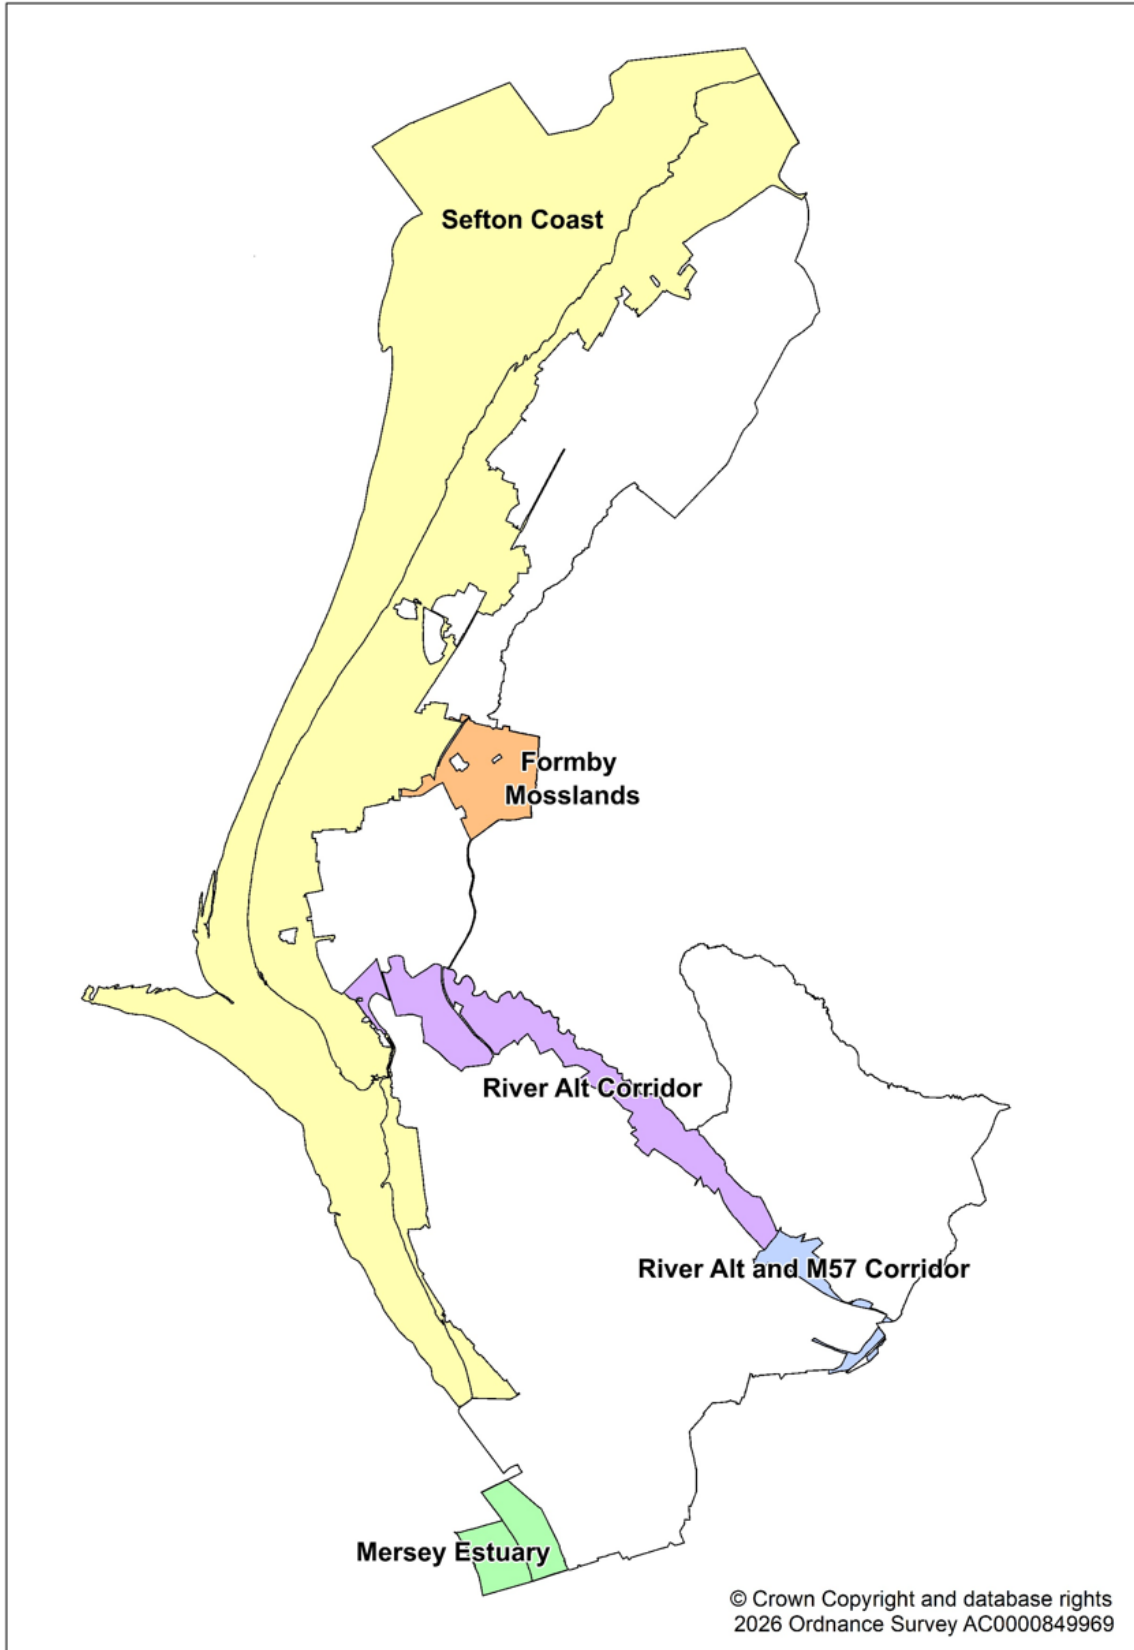 Sefton Coast
Formby
Mosslands
River Alt Corridor
River Alt and M57 Corridor
Mersey Estuary
© Crown Copyright and database rights
2026 Ordnance Survey AC0000849969